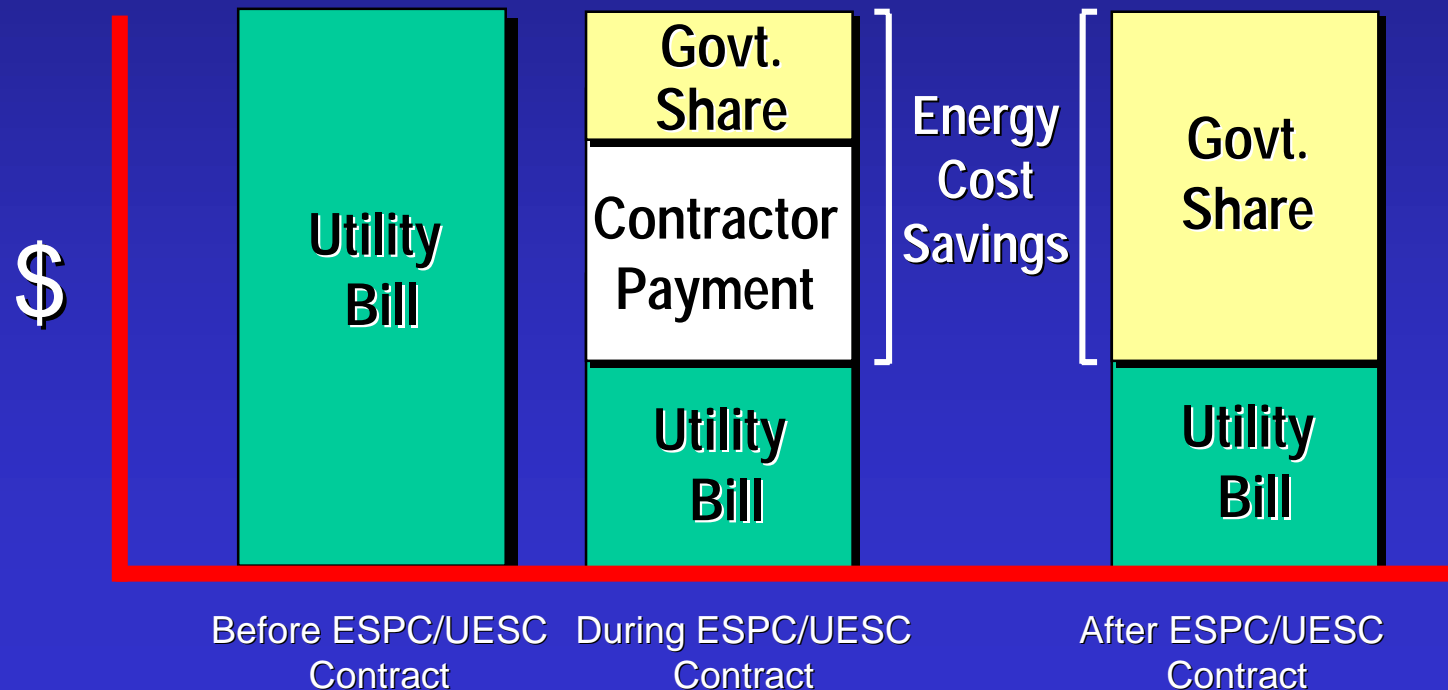 $
Utility
Bill
Govt.
Share
Contractor
Payment
Utility
Bill
Energy
Cost
Savings
Govt.
Share
Utility
Bill
Before ESPC/UESC
Contract
During ESPC/UESC
Contract
After ESPC/UESC
Contract